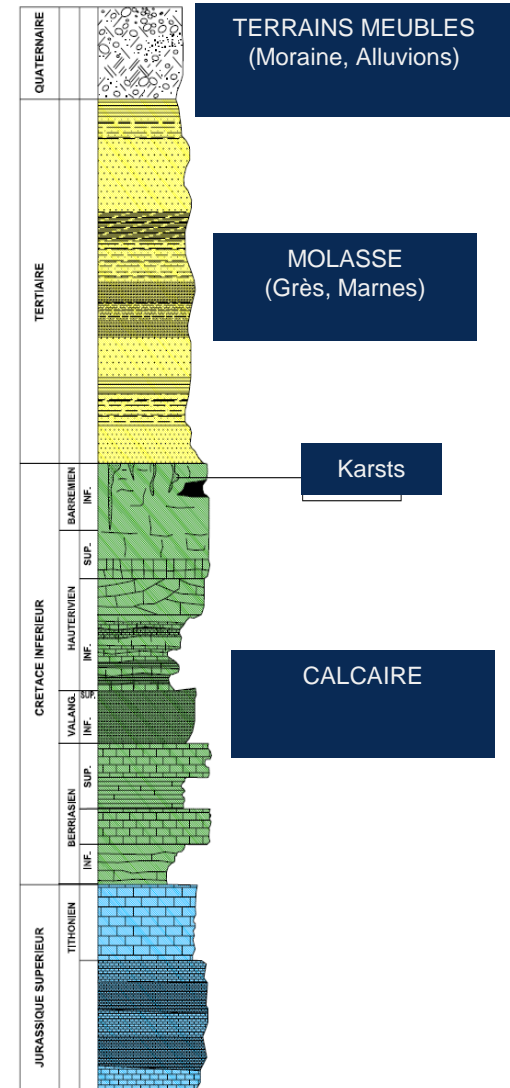 QUATERNAIRE
TERRAINS MEUBLES
(Moraine, Alluvions)
TERTIAIRE
MOLASSE
(Grès, Marnes)
CRETACE INFERIEUR
BARREMIEN
INF.
Karsts
HAUTERIVIEN
SUP.
INF.
CALCAIRE
VALANG.
SUP.
INF.
BERRIASIEN
SUP.
INF.
JURASSIQUE SUPERIEUR
TITHONIEN